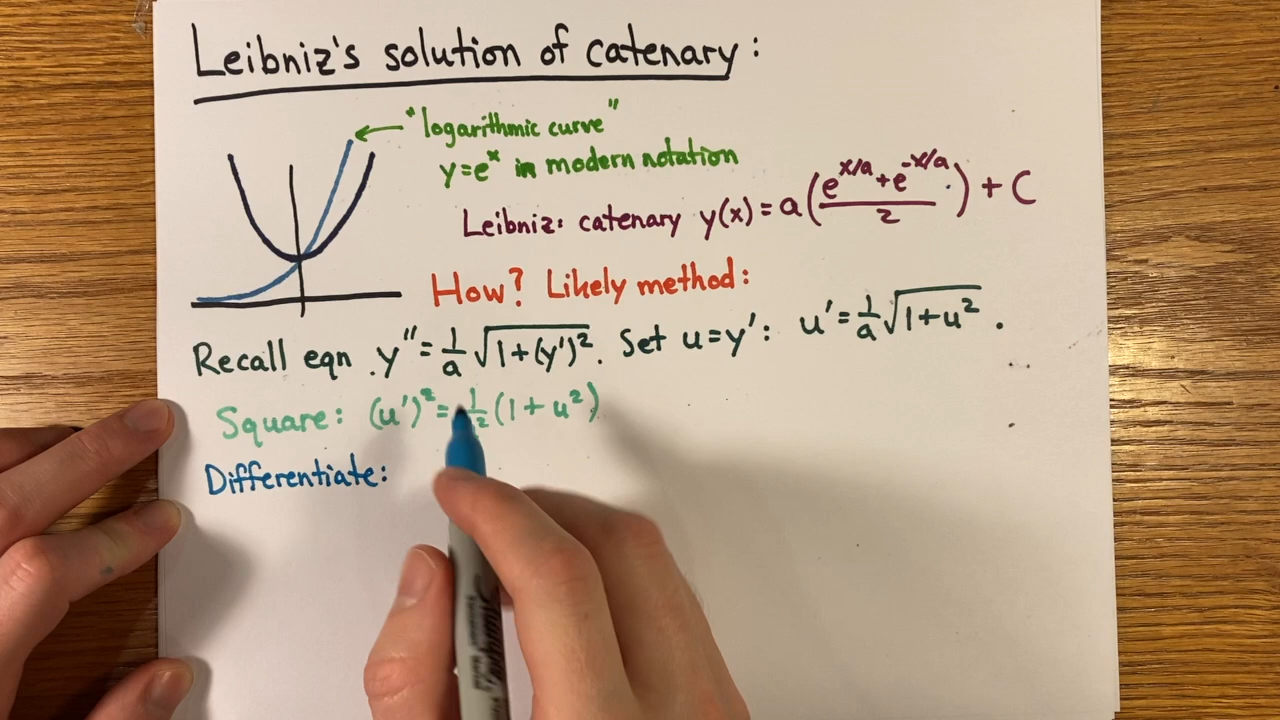 Leibniz's solution of catenary:
"logarithmic curve"
y=eˣ in modern notation
Leibniz: catenary y(x)=a((e^{x/a}+e^{-x/a})/2)+C
How? Likely method:
Recall eqn y''=1/a √(1+(y')²). Set u=y': u'=1/a √(1+u²).
Square: (u')²=1/a²(1+u²)
Differentiate: